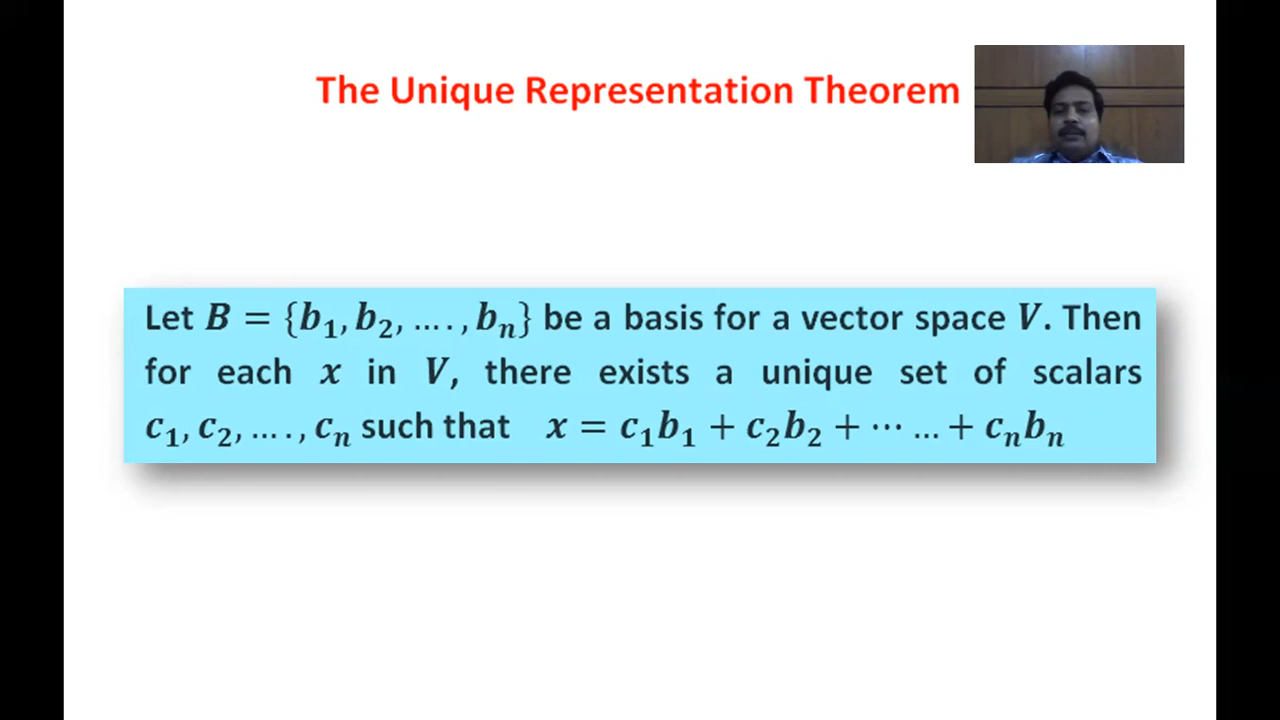 The Unique Representation Theorem
Let B = {b₁, b₂, …. , bₙ} be a basis for a vector space V. Then
for each x in V, there exists a unique set of scalars
c₁, c₂, …. , cₙ such that x = c₁b₁ + c₂b₂ + ⋯ … + cₙbₙ